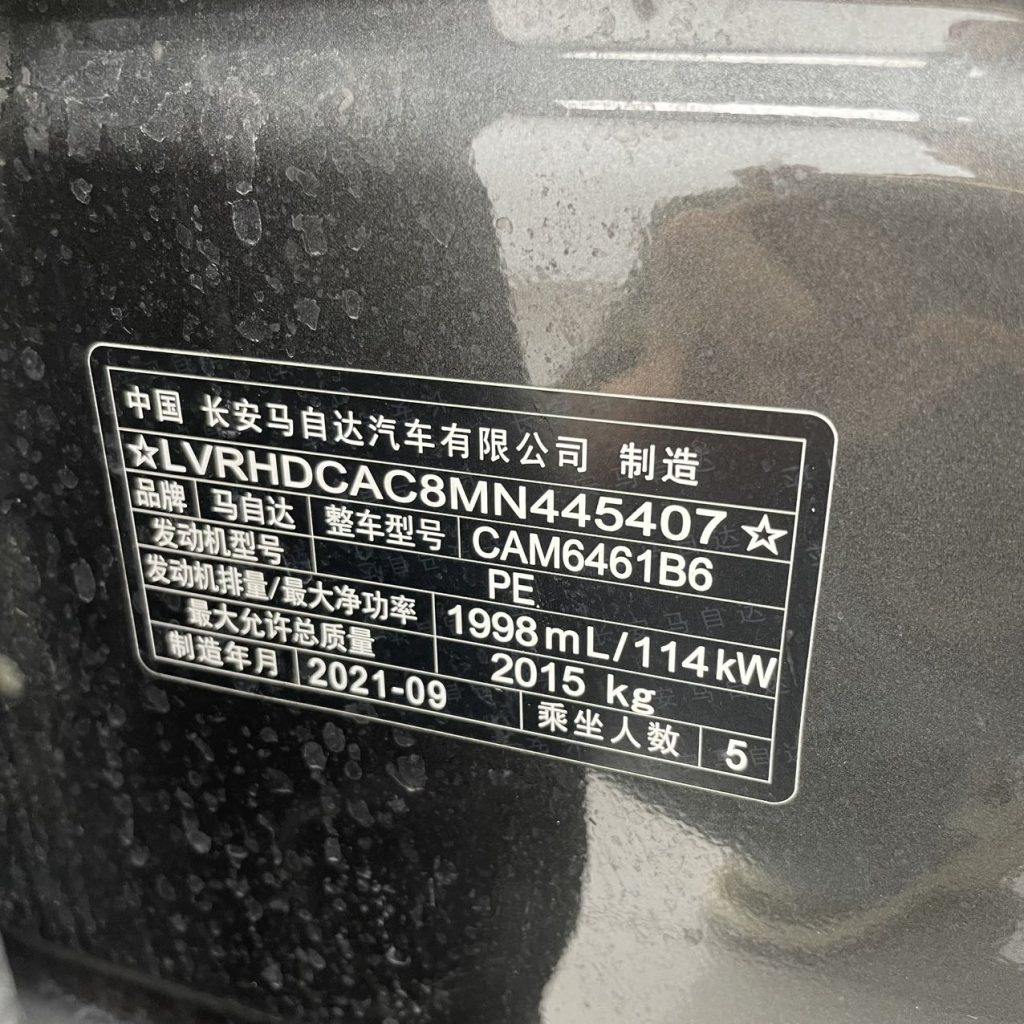 中国 长安马自达汽车有限公司 制造
☆LVRHDCAC8MN445407☆
品牌 马自达 整车型号 CAM6461B6
发动机型号 PE
发动机排量/最大净功率 1998mL/114kW
最大允许总质量 2015 kg
制造年月 2021-09 乘坐人数 5